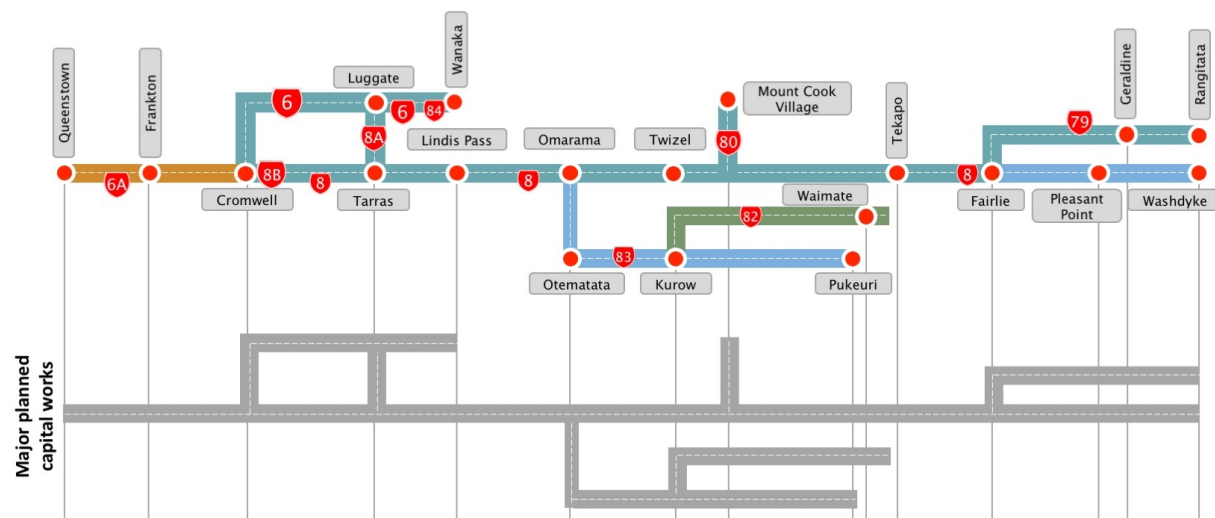 Queenstown
Frankton
6
Luggate
6
84
Wanaka
8A
Lindis Pass
Omarama
Twizel
Mount Cook
Village
80
Tekapo
79
Geraldine
Rangitata
6A
8B
8
8
8
Cromwell
Tarras
Waimate
82
Fairlie
Pleasant
Point
Washdyke
83
Otematata
Kurow
Pukeuri
Major planned
capital works